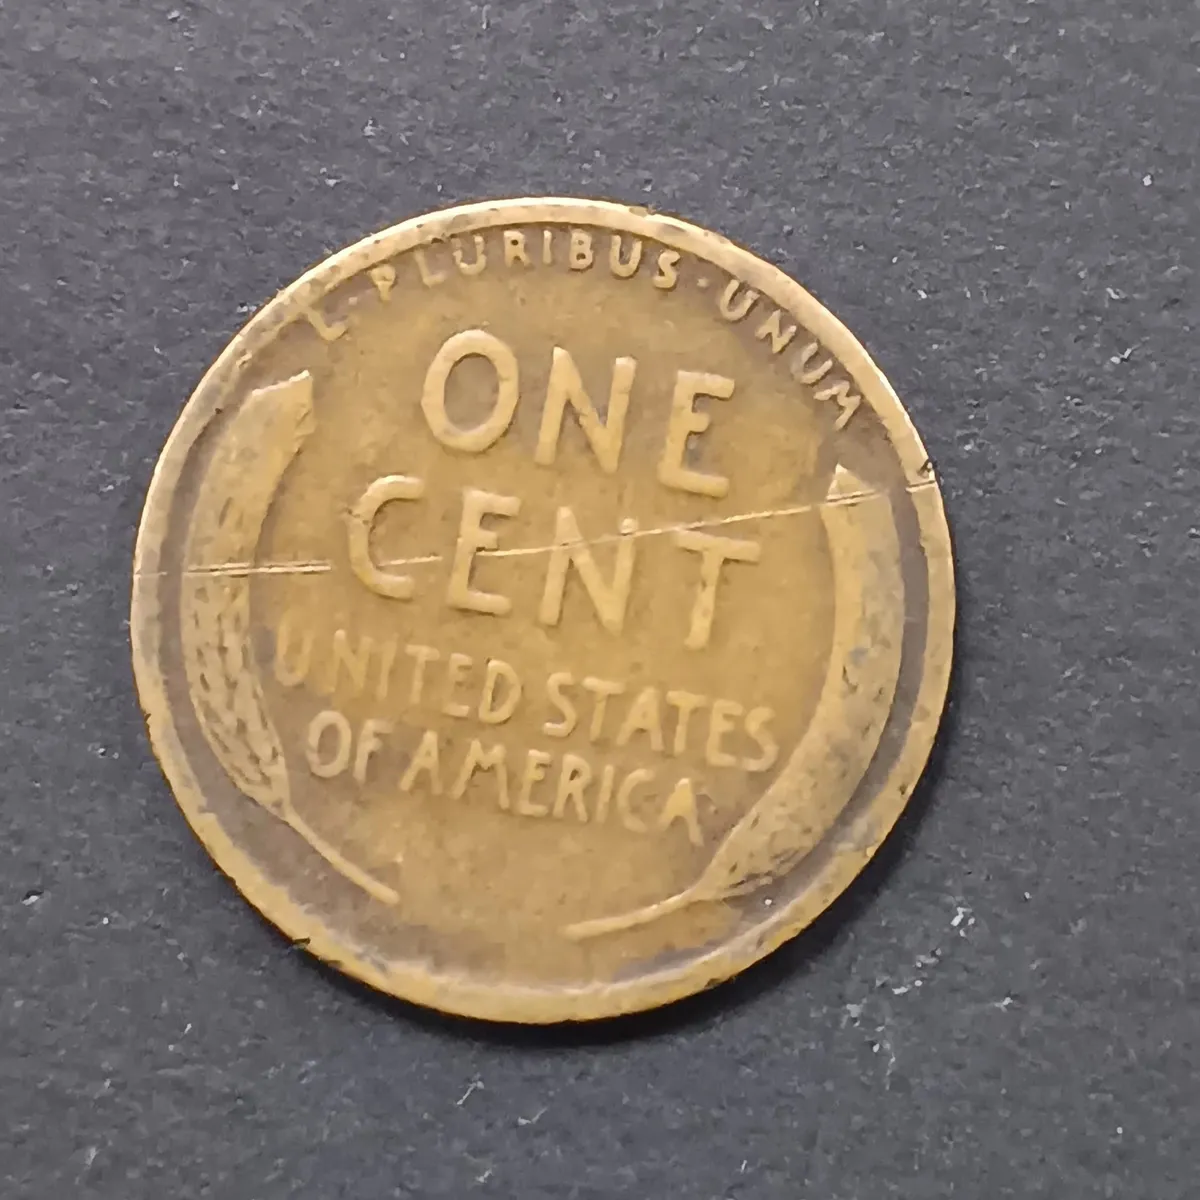 E·PLURIBUS·UNUM
ONE
CENT
UNITED STATES
OF AMERICA